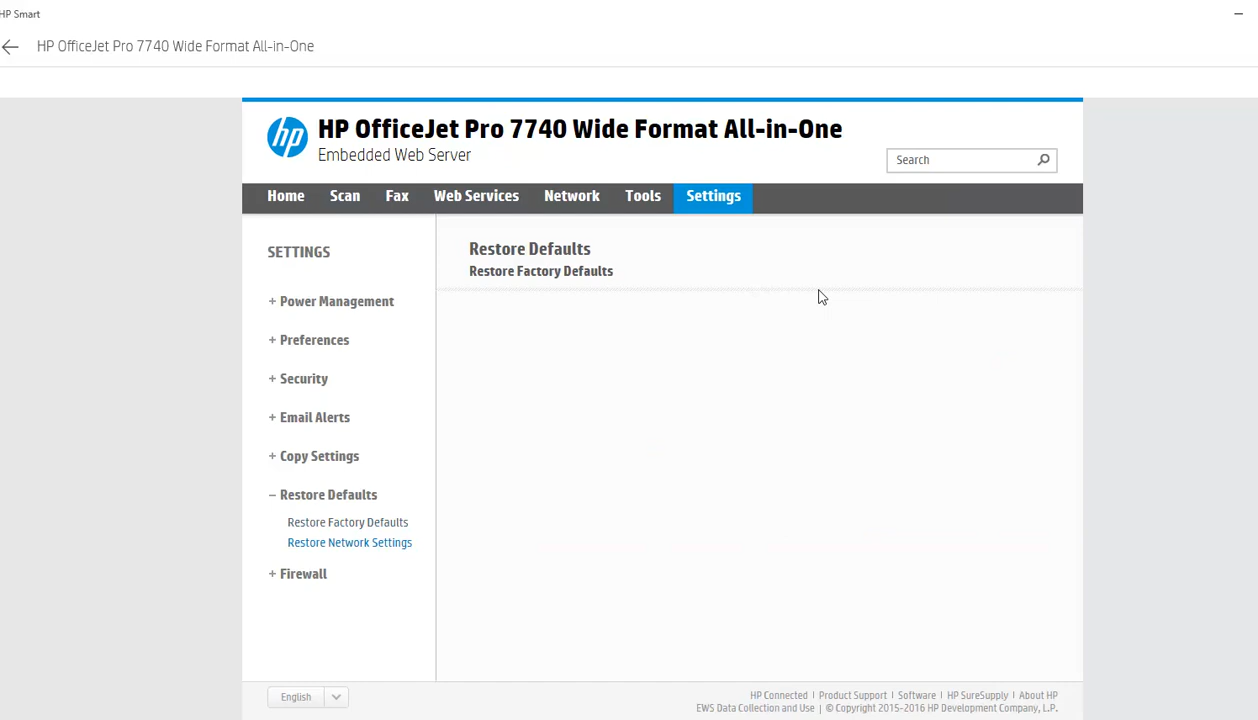 HP Smart
HP OfficeJet Pro 7740 Wide Format All-in-One
hp
HP OfficeJet Pro 7740 Wide Format All-in-One
Embedded Web Server
Search
Home Scan Fax Web Services Network Tools Settings
SETTINGS
+ Power Management
+ Preferences
+ Security
+ Email Alerts
+ Copy Settings
– Restore Defaults
Restore Factory Defaults
Restore Network Settings
+ Firewall
Restore Defaults
Restore Factory Defaults
English
HP Connected | Product Support | Software | HP SureSupply | About HP
EWS Data Collection and Use | © Copyright 2015-2016 HP Development Company, L.P.